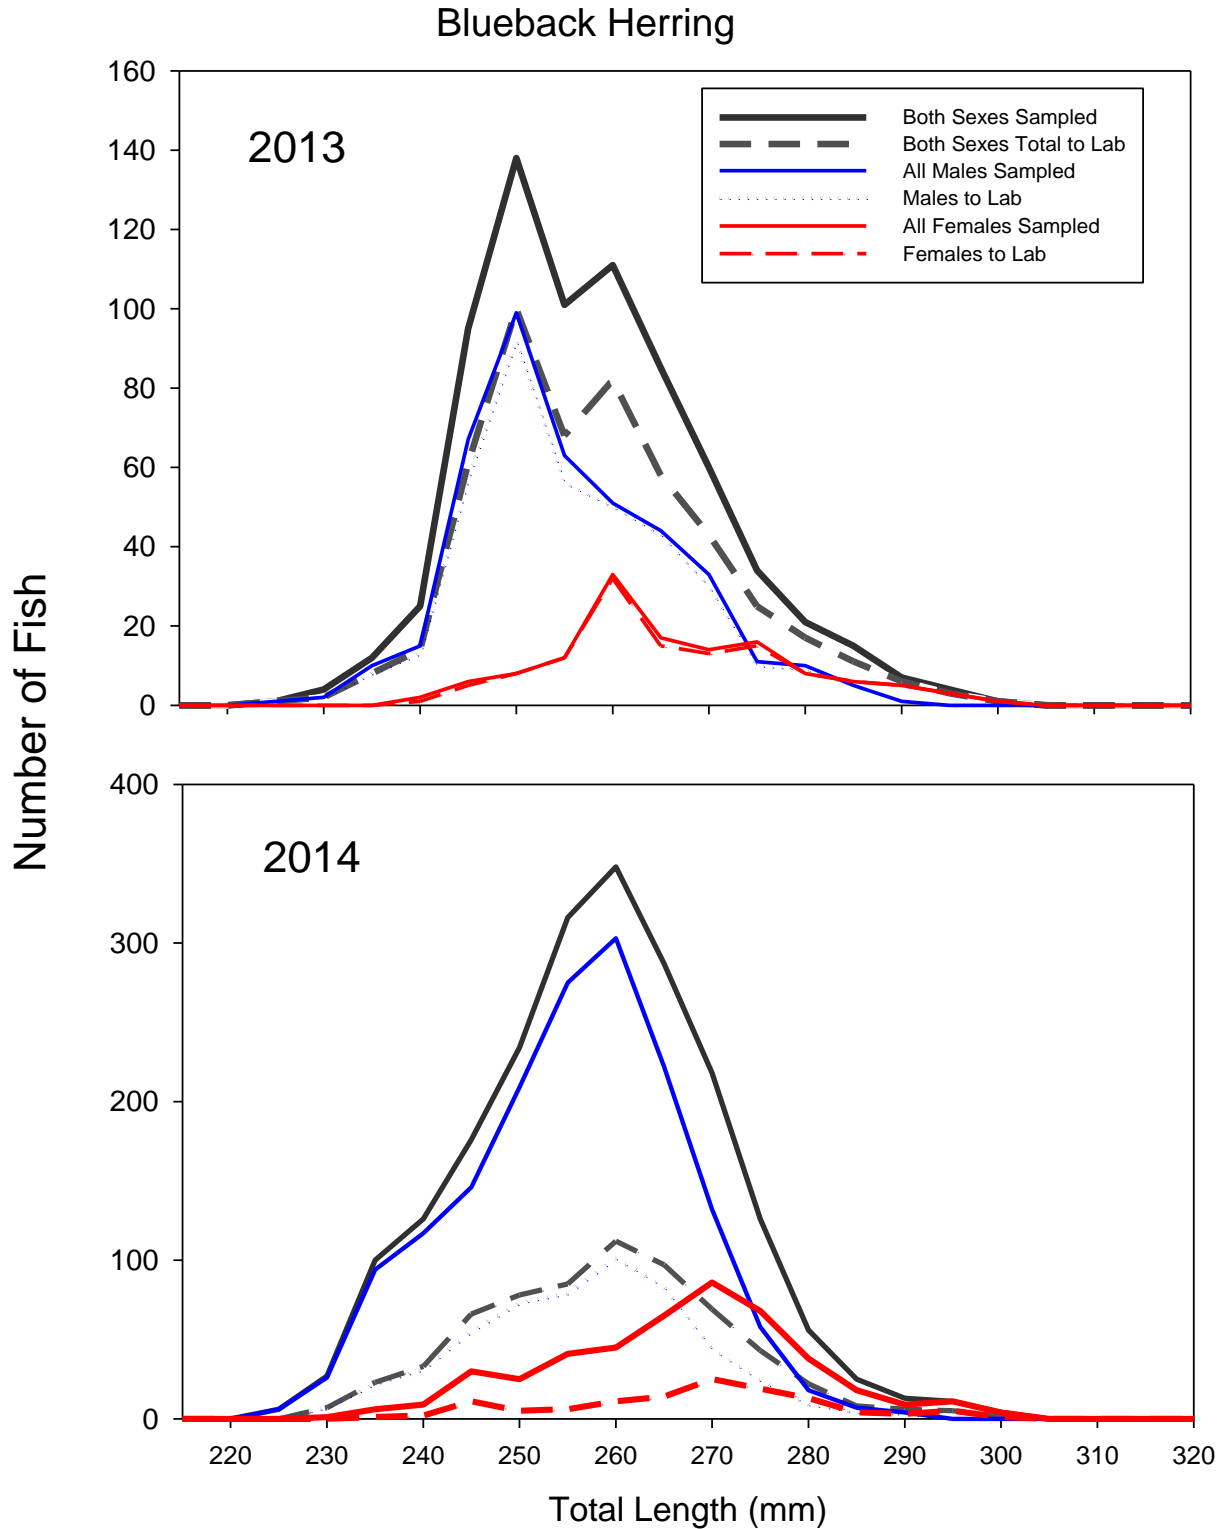 Blueback Herring
160
140
120
100
80
60
40
20
0
2013
Both Sexes Sampled
Both Sexes Total to Lab
All Males Sampled
Males to Lab
All Females Sampled
Females to Lab
Number of Fish
400
300
200
100
0
2014
220 230 240 250 260 270 280 290 300 310 320
Total Length (mm)